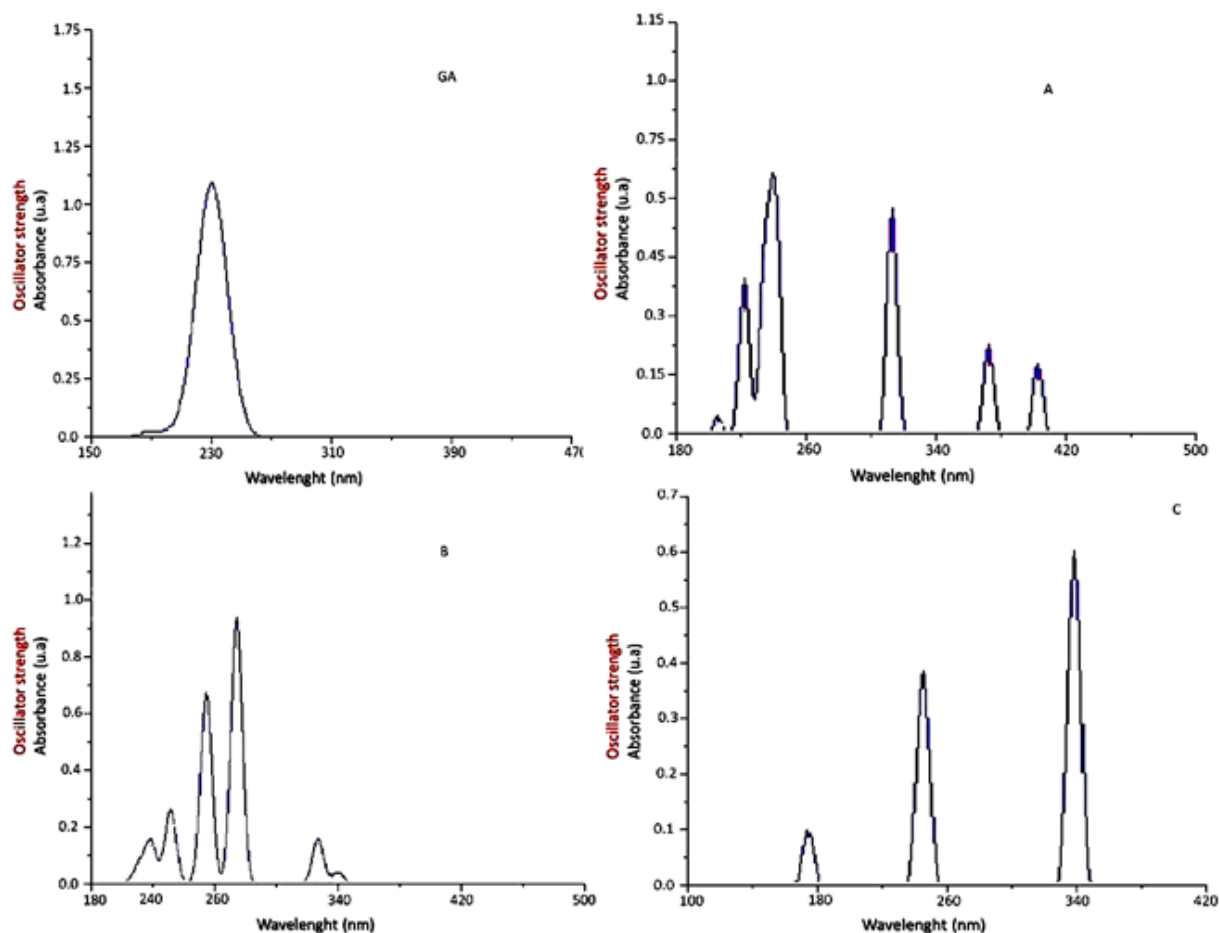 1.75
1.5
1.25
1.0
0.75
0.5
0.25
0.0
Oscillator strength
Absorbance (u.a)
GA
150 230 310 390 470
Wavelenght (nm)
1.15
1.0
0.75
0.5
0.45
0.3
0.15
0.0
Oscillator strength
Absorbance (u.a)
A
180 260 340 420 500
Wavelenght (nm)
1.2
1.0
0.8
0.6
0.4
0.2
0.0
Oscillator strength
Absorbance (u.a)
B
180 240 260 340 420 500
Wavelenght (nm)
0.7
0.6
0.5
0.4
0.3
0.2
0.1
0.0
Oscillator strength
Absorbance (u.a)
C
100 180 260 340 420
Wavelenght (nm)